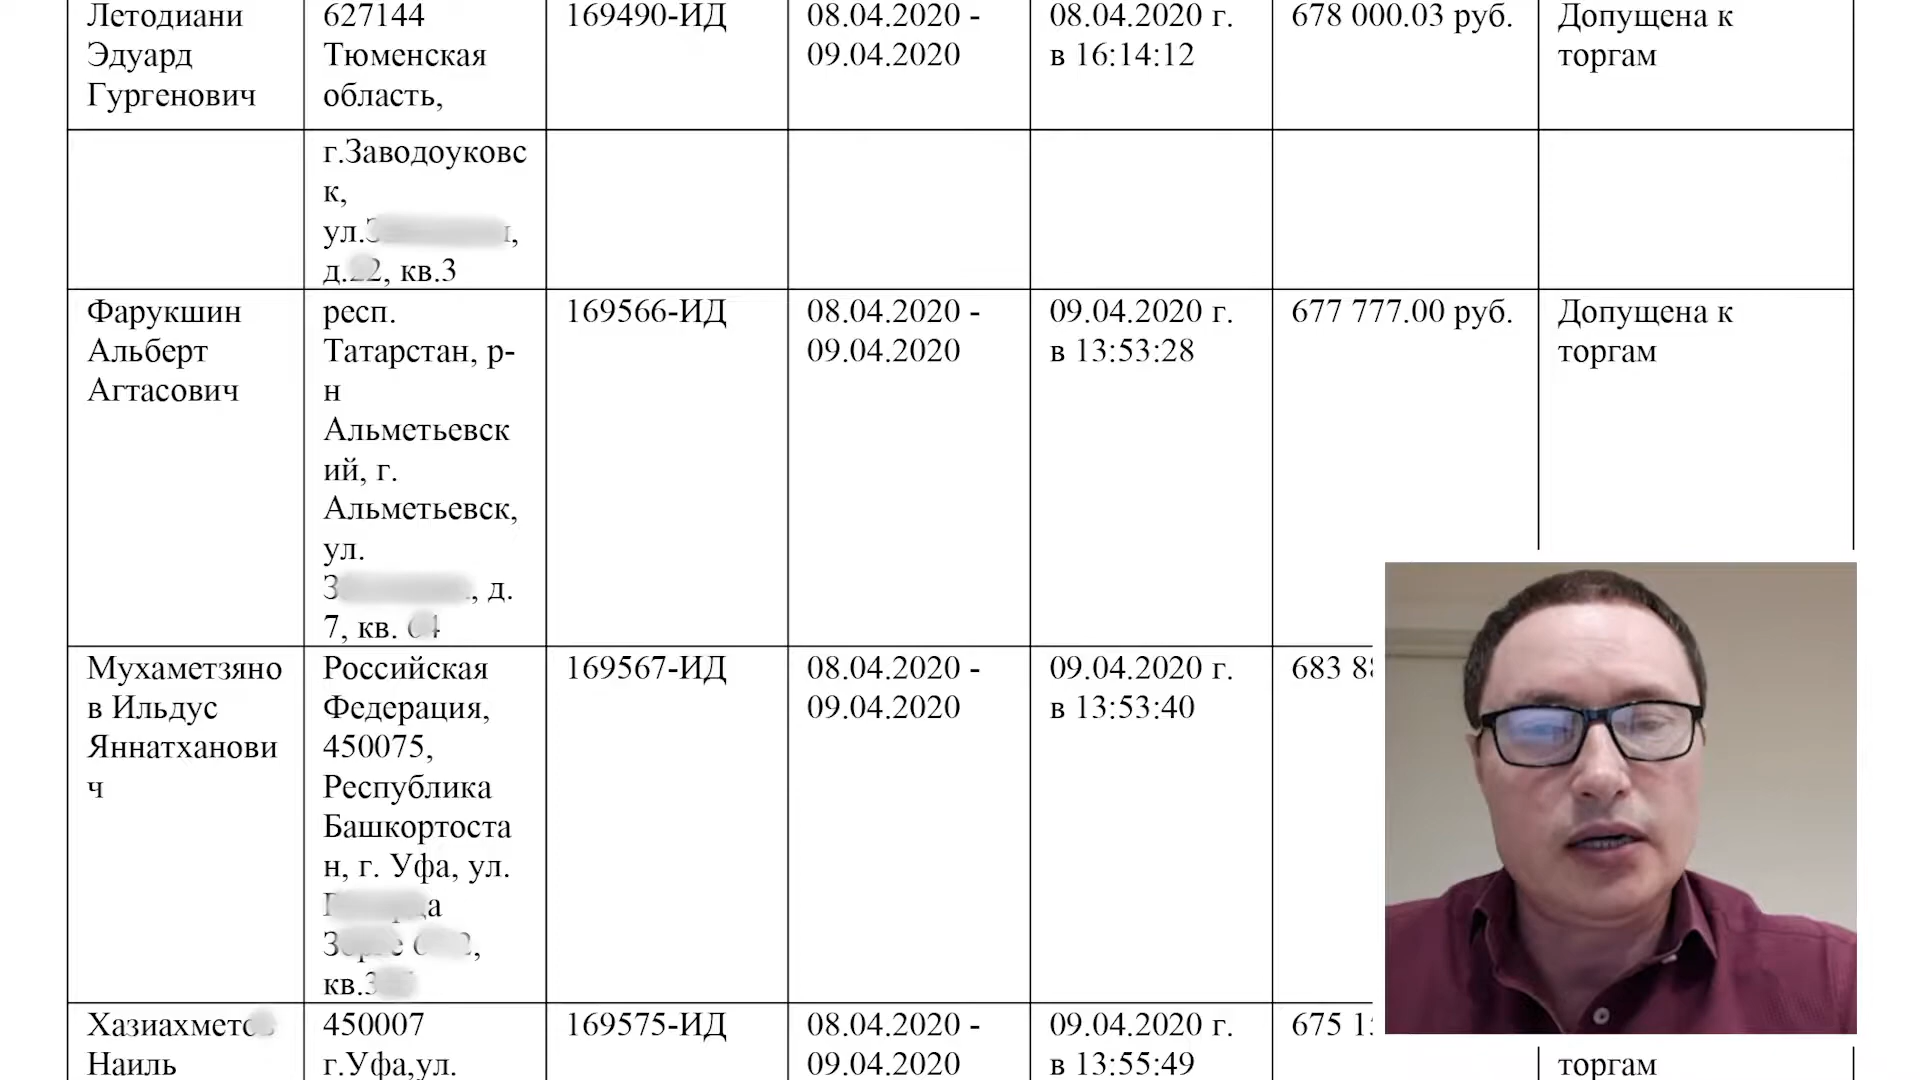 Летодиани
Эдуард
Гургенович
627144
Тюменская
область,
169490-ИД
08.04.2020 -
09.04.2020
08.04.2020 г.
в 16:14:12
678 000.03 руб.
Допущена к
торгам
г.Заводоуковс
к,
ул.
д. кв.3
Фарукшин
Альберт
Агтасович
респ.
Татарстан, р-
н
Альметьевск
ий, г.
Альметьевск,
ул.
д.
7, кв.
169566-ИД
08.04.2020 -
09.04.2020
09.04.2020 г.
в 13:53:28
677 777.00 руб.
Допущена к
торгам
Мухаметзяно
в Ильдус
Яннатханови
ч
Российская
Федерация,
450075,
Республика
Башкортоста
н, г. Уфа, ул.
кв.
169567-ИД
08.04.2020 -
09.04.2020
09.04.2020 г.
в 13:53:40
683
Наиль
450007
г.Уфа,ул.
169575-ИД
08.04.2020 -
09.04.2020
09.04.2020 г.
в 13:55:49
675
торгам